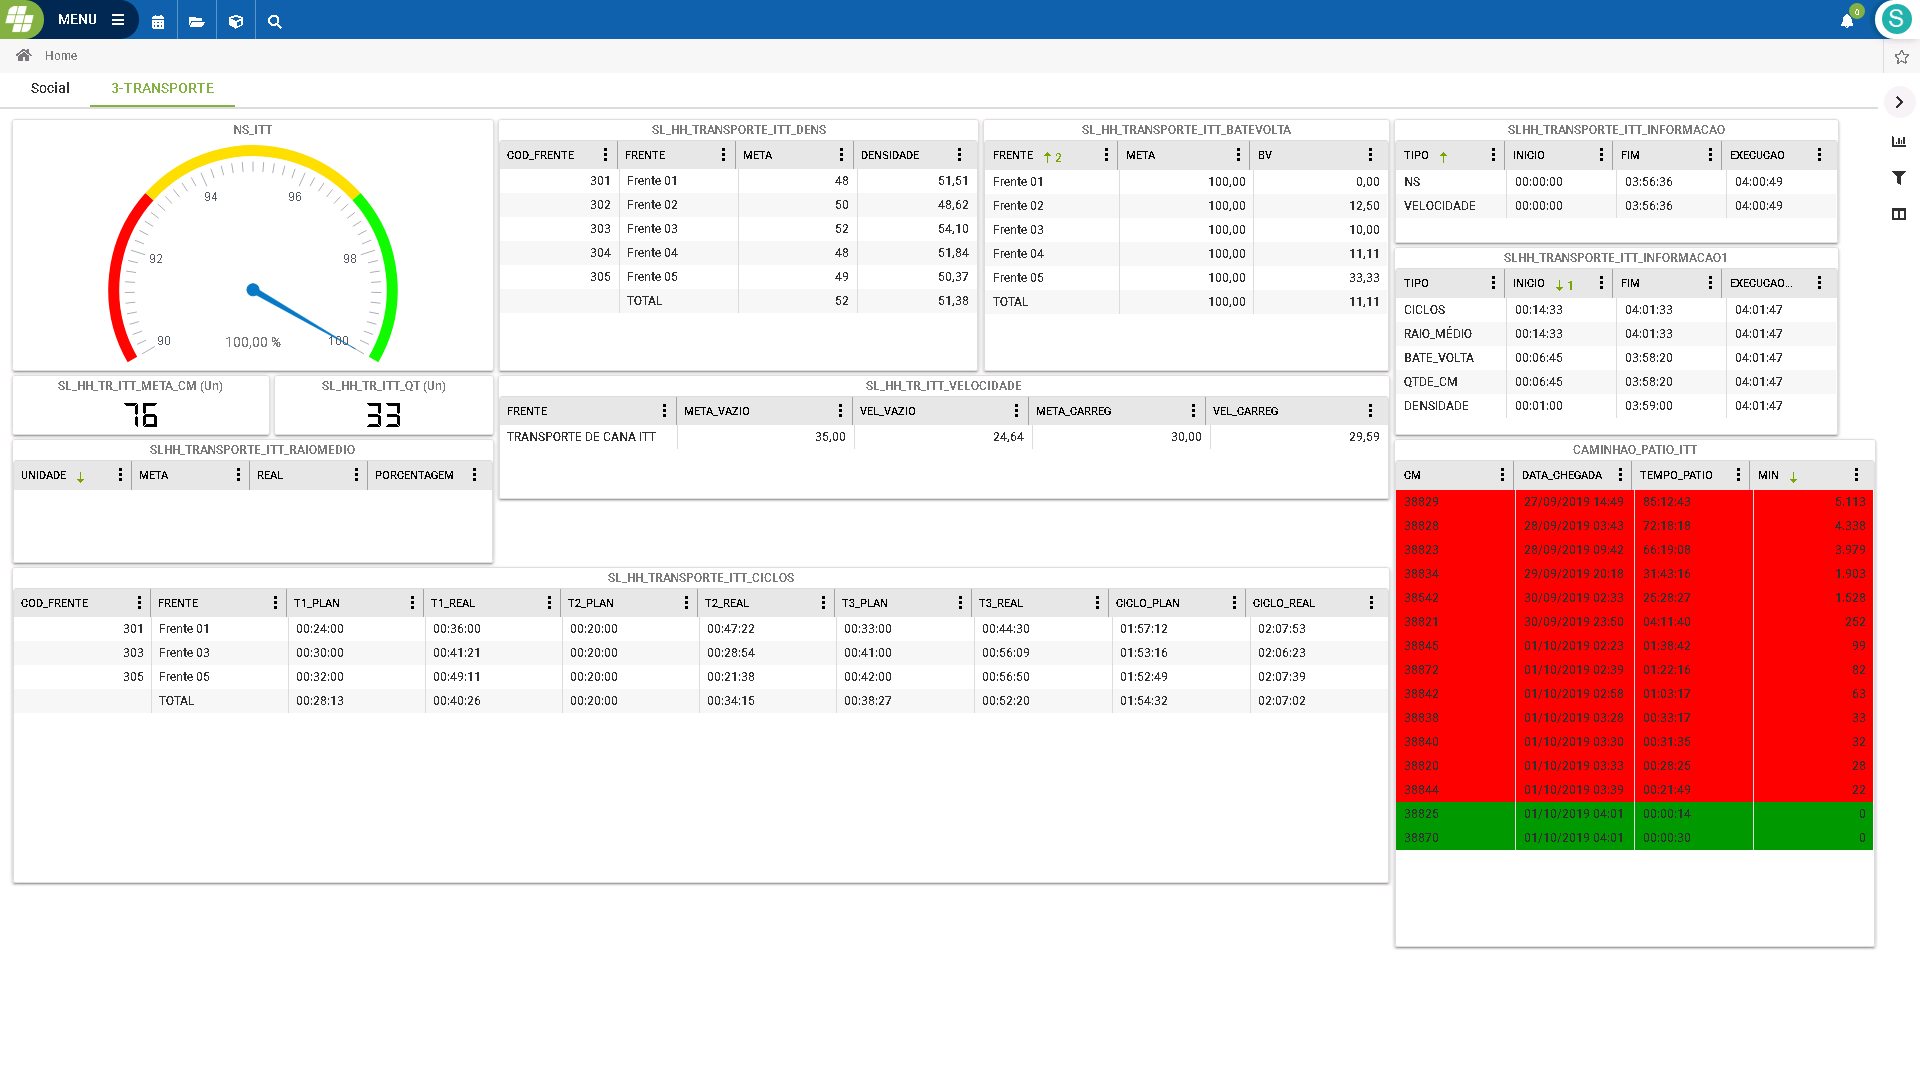 MENU
0
S
Home
Social
3-TRANSPORTE
NS_ITT
90
92
94
96
98
100
100,00 %
SL_HH_TRANSPORTE_ITT_DENS
COD_FRENTE FRENTE META DENSIDADE
301 Frente 01 48 51,51
302 Frente 02 50 48,62
303 Frente 03 52 54,10
304 Frente 04 48 51,84
305 Frente 05 49 50,37
TOTAL 52 51,38
SL_HH_TRANSPORTE_ITT_BATEVOLTA
FRENTE 2 META BV
Frente 01 100,00 0,00
Frente 02 100,00 12,50
Frente 03 100,00 10,00
Frente 04 100,00 11,11
Frente 05 100,00 33,33
TOTAL 100,00 11,11
SLHH_TRANSPORTE_ITT_INFORMACAO
TIPO INICIO FIM EXECUCAO
NS 00:00:00 03:56:36 04:00:49
VELOCIDADE 00:00:00 03:56:36 04:00:49
SLHH_TRANSPORTE_ITT_INFORMACAO1
TIPO INICIO 1 FIM EXECUCAO...
CICLOS 00:14:33 04:01:33 04:01:47
RAIO_MÉDIO 00:14:33 04:01:33 04:01:47
BATE_VOLTA 00:06:45 03:58:20 04:01:47
QTDE_CM 00:06:45 03:58:20 04:01:47
DENSIDADE 00:01:00 03:59:00 04:01:47
SL_HH_TR_ITT_META_CM (Un)
76
SL_HH_TR_ITT_QT (Un)
33
SL_HH_TR_ITT_VELOCIDADE
FRENTE META_VAZIO VEL_VAZIO META_CARREG VEL_CARREG
TRANSPORTE DE CANA ITT 35,00 24,64 30,00 29,59
SLHH_TRANSPORTE_ITT_RAIOMEDIO
UNIDADE META REAL PORCENTAGEM
SL_HH_TRANSPORTE_ITT_CICLOS
COD_FRENTE FRENTE T1_PLAN T1_REAL T2_PLAN T2_REAL T3_PLAN T3_REAL CICLO_PLAN CICLO_REAL
301 Frente 01 00:24:00 00:36:00 00:20:00 00:47:22 00:33:00 00:44:30 01:57:12 02:07:53
303 Frente 03 00:30:00 00:41:21 00:20:00 00:28:54 00:41:00 00:56:09 01:53:16 02:06:23
305 Frente 05 00:32:00 00:49:11 00:20:00 00:21:38 00:42:00 00:56:50 01:52:49 02:07:39
TOTAL 00:28:13 00:40:26 00:20:00 00:34:15 00:38:27 00:52:20 01:54:32 02:07:02
CAMINHAO_PATIO_ITT
CM DATA_CHEGADA TEMPO_PATIO MIN
38829 27/09/2019 14:49 85:12:43 5.113
38828 28/09/2019 03:43 72:18:18 4.338
38823 28/09/2019 09:42 66:19:08 3.979
38834 29/09/2019 20:18 31:43:16 1.903
38542 30/09/2019 02:33 25:28:27 1.528
38821 30/09/2019 23:50 04:11:40 252
38845 01/10/2019 02:23 01:38:42 99
38872 01/10/2019 02:39 01:22:16 82
38842 01/10/2019 02:58 01:03:17 63
38838 01/10/2019 03:28 00:33:17 33
38840 01/10/2019 03:30 00:31:35 32
38820 01/10/2019 03:33 00:28:25 28
38844 01/10/2019 03:39 00:21:49 22
38825 01/10/2019 04:01 00:00:14 0
38870 01/10/2019 04:01 00:00:30 0